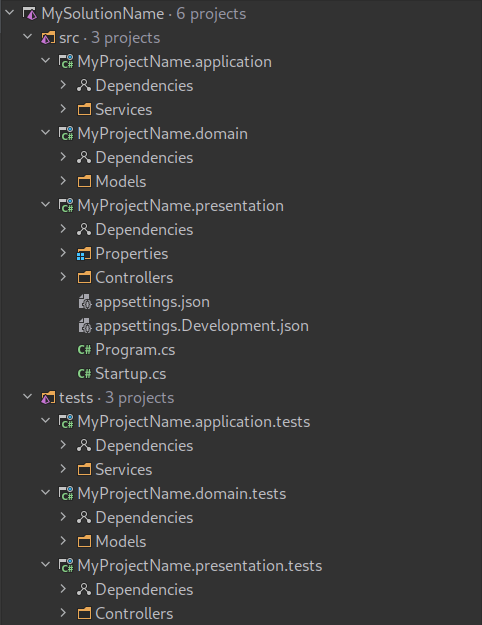 MySolutionName · 6 projects
src · 3 projects
MyProjectName.application
Dependencies
Services
MyProjectName.domain
Dependencies
Models
MyProjectName.presentation
Dependencies
Properties
Controllers
appsettings.json
appsettings.Development.json
C# Program.cs
C# Startup.cs
tests · 3 projects
MyProjectName.application.tests
Dependencies
Services
MyProjectName.domain.tests
Dependencies
Models
MyProjectName.presentation.tests
Dependencies
Controllers